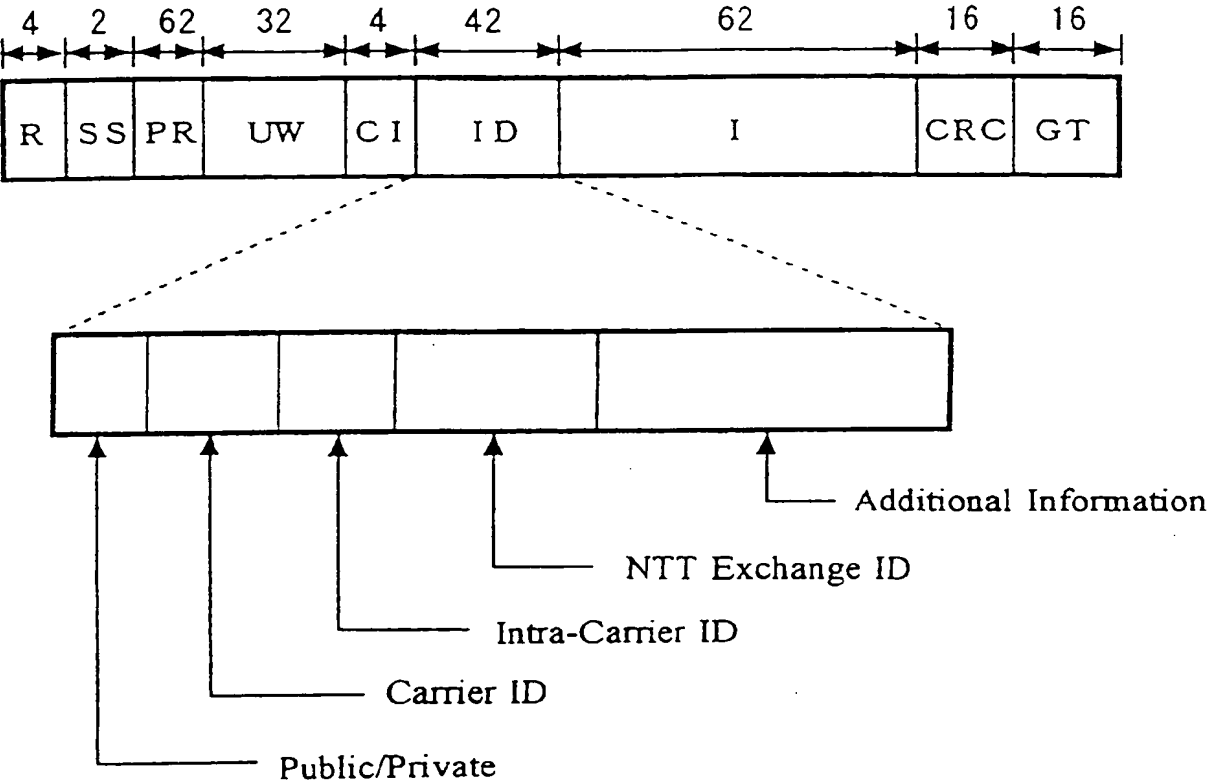 4 2 62 32 4 42 62 16 16
R SS PR UW CI ID I CRC GT
Additional Information
NTT Exchange ID
Intra-Carrier ID
Carrier ID
Public/Private